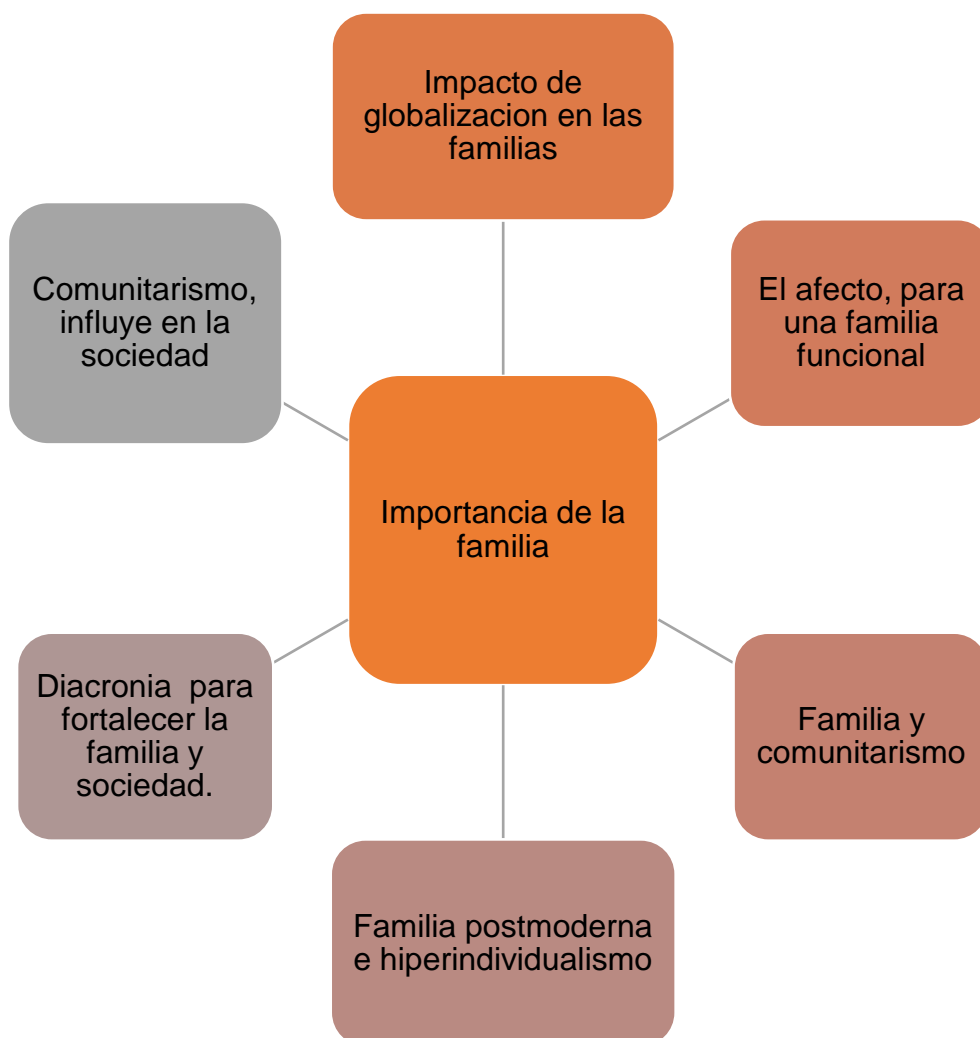 Impacto de
globalizacion en las
familias
El afecto, para
una familia
funcional
Familia y
comunitarismo
Familia postmoderna
e hiperindividualismo
Diacronia  para
fortalecer la
familia y
sociedad.
Comunitarismo,
influye en la
sociedad
Importancia de la
familia